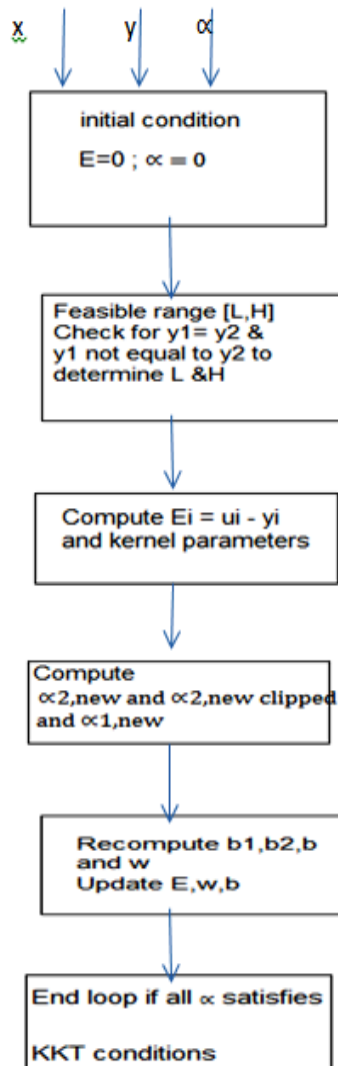 x y ∝
initial condition
E=0 ; ∝ = 0
Feasible range [L,H]
Check for y1= y2 &
y1 not equal to y2 to
determine L &H
Compute Ei = ui - yi
and kernel parameters
Compute
∝2,new and ∝2,new clipped
and ∝1,new
Recompute b1,b2,b
and w
Update E,w,b
End loop if all ∝ satisfies
KKT conditions